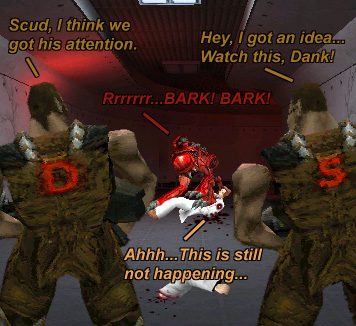 Scud, I think we
got his attention.
Hey, I got an idea...
Watch this, Dank!
Rrrrrrr...BARK! BARK!
D
S
Ahhh...This is still
not happening...